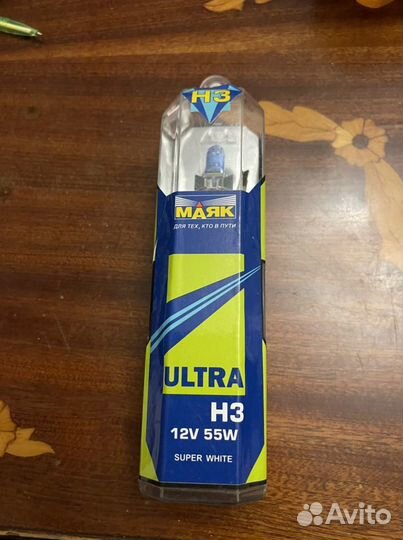 H3
МАЯК
ДЛЯ ТЕХ, КТО В ПУТИ
ULTRA
H3
12V 55W
SUPER WHITE
Avito